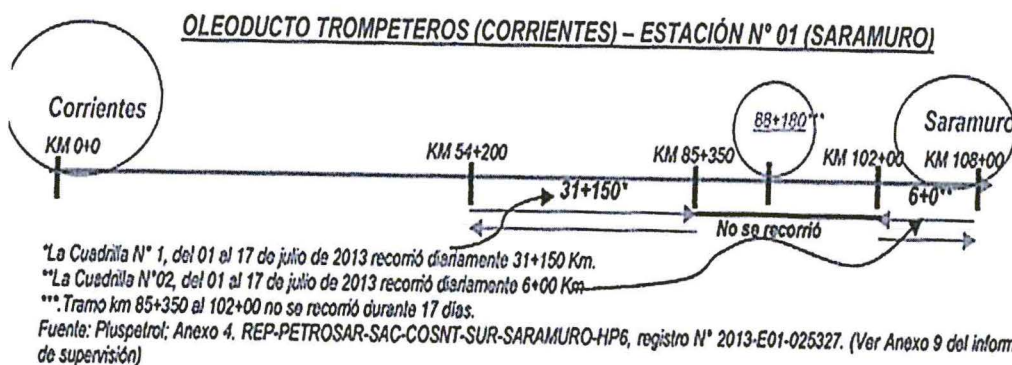 OLEODUCTO TROMPETEROS (CORRIENTES) – ESTACIÓN N° 01 (SARAMURO)
Corrientes
88+180***
Saramuro
KM 0+0
KM 54+200
KM 85+350
KM 102+00
KM 108+00
31+150*
6+0**
No se recorrió
*La Cuadrilla N° 1, del 01 al 17 de julio de 2013 recorrió diariamente 31+150 Km.
**La Cuadrilla N°02, del 01 al 17 de julio de 2013 recorrió diariamente 6+00 Km
***.Tramo km 85+350 al 102+00 no se recorrió durante 17 días.
Fuente: Pluspetrol; Anexo 4. REP-PETROSAR-SAC-COSNT-SUR-SARAMURO-HP6, registro N° 2013-E01-025327. (Ver Anexo 9 del inform
de supervisión)